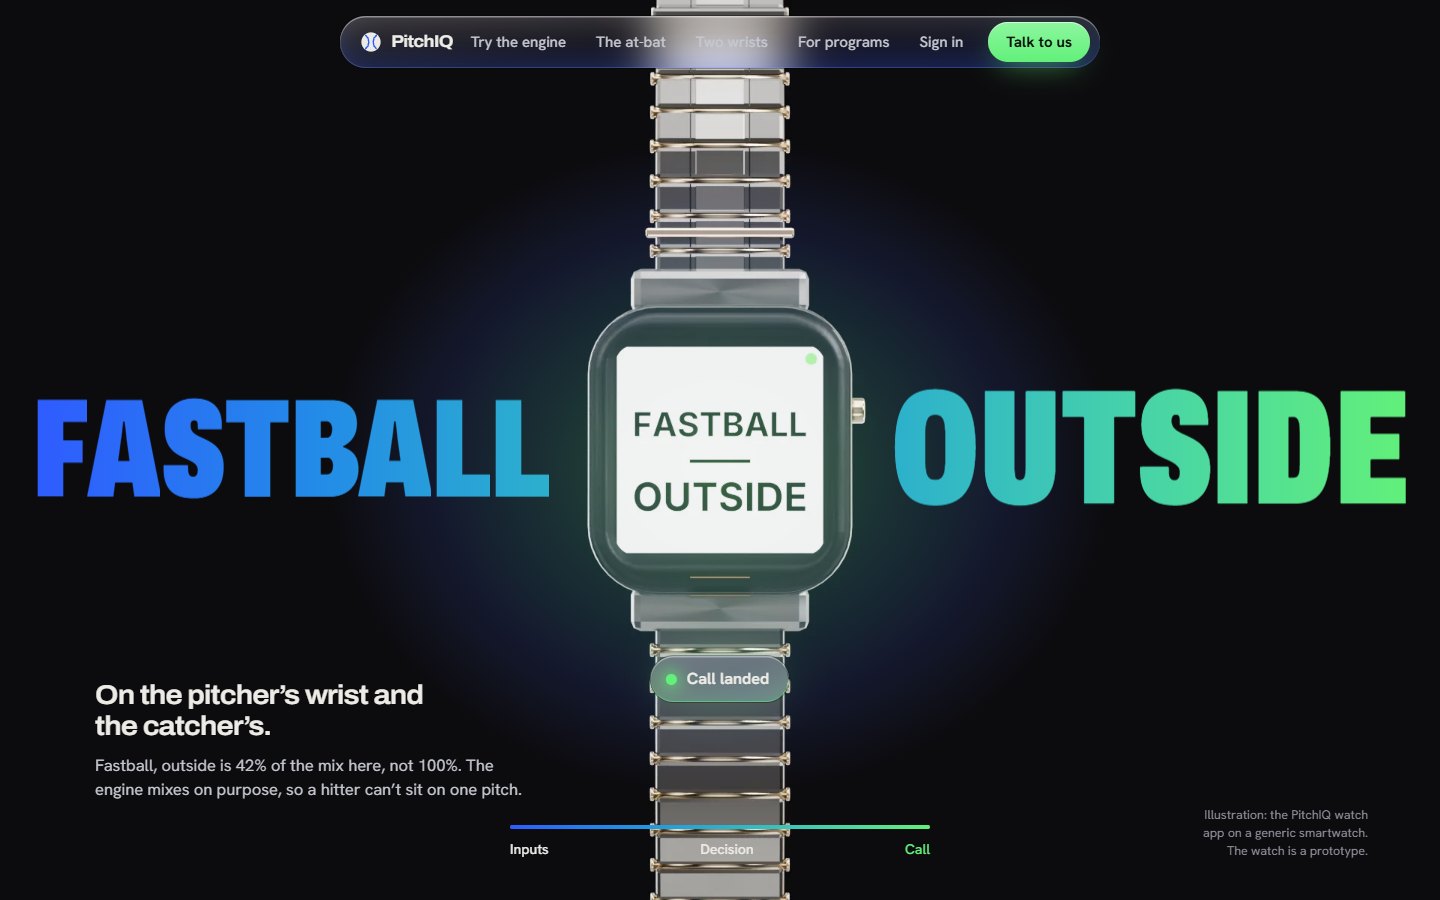 PitchIQ
Try the engine
The at-bat
Two wrists
For programs
Sign in
Talk to us
FASTBALL
FASTBALL
OUTSIDE
OUTSIDE
Call landed
On the pitcher’s wrist and
the catcher’s.
Fastball, outside is 42% of the mix here, not 100%. The
engine mixes on purpose, so a hitter can’t sit on one pitch.
Inputs
Decision
Call
Illustration: the PitchIQ watch
app on a generic smartwatch.
The watch is a prototype.